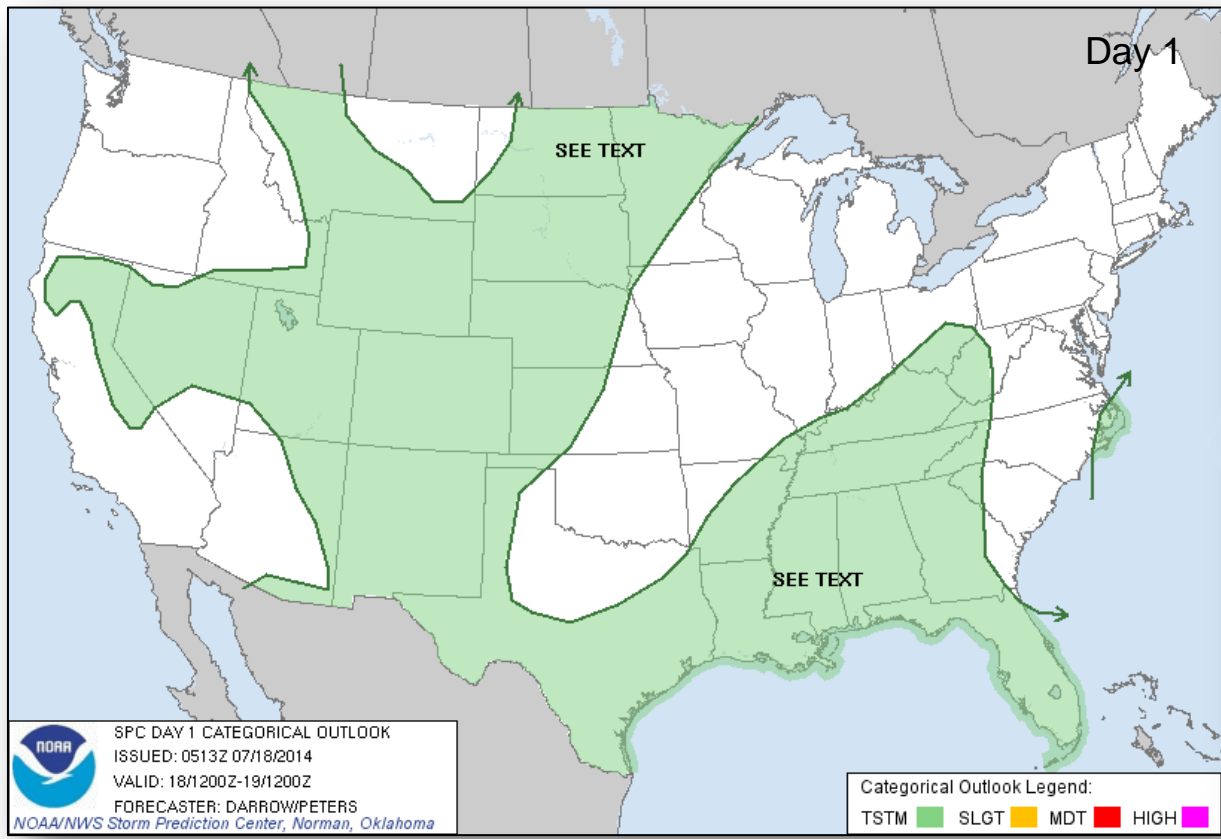 Day 1
SEE TEXT
SEE TEXT
NOAA
SPC DAY 1 CATEGORICAL OUTLOOK
ISSUED: 0513Z 07/18/2014
VALID: 18/1200Z-19/1200Z
FORECASTER: DARROW/PETERS
NOAA/NWS Storm Prediction Center, Norman, Oklahoma
Categorical Outlook Legend:
TSTM SLGT MDT HIGH